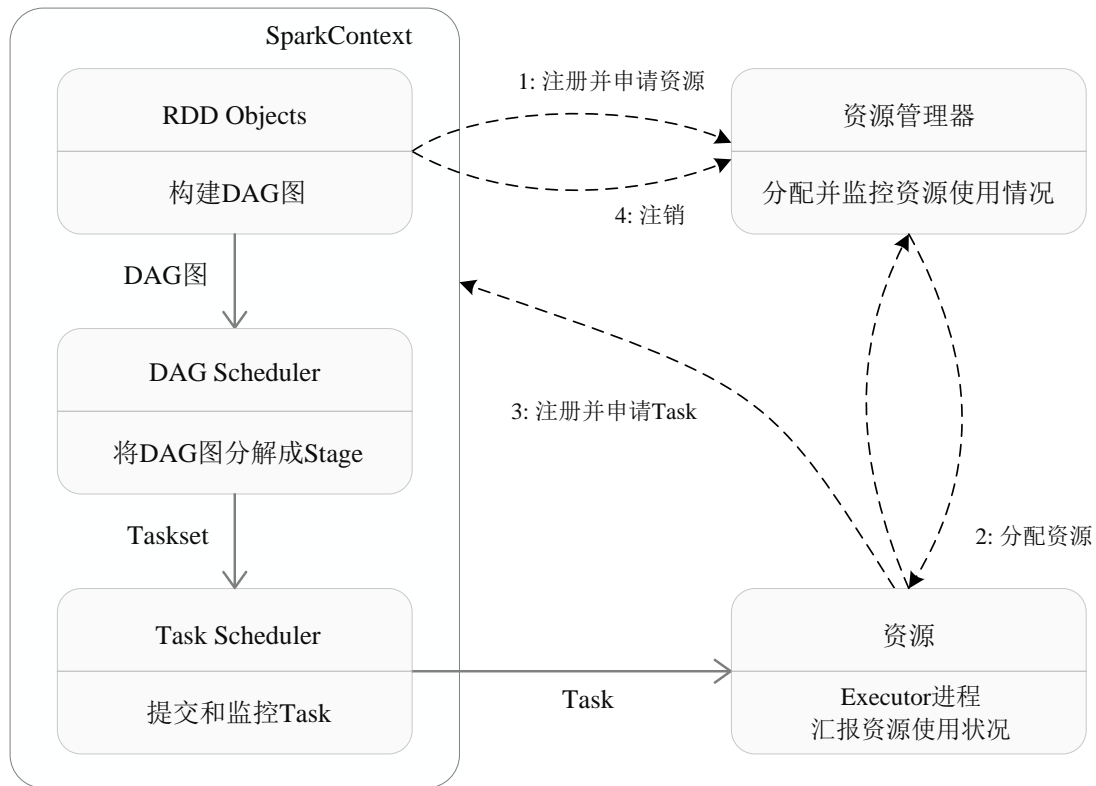 SparkContext
RDD Objects
构建DAG图
1: 注册并申请资源
4: 注销
资源管理器
分配并监控资源使用情况
DAG图
DAG Scheduler
将DAG图分解成Stage
3: 注册并申请Task
2: 分配资源
Taskset
Task Scheduler
提交和监控Task
Task
资源
Executor进程
汇报资源使用状况